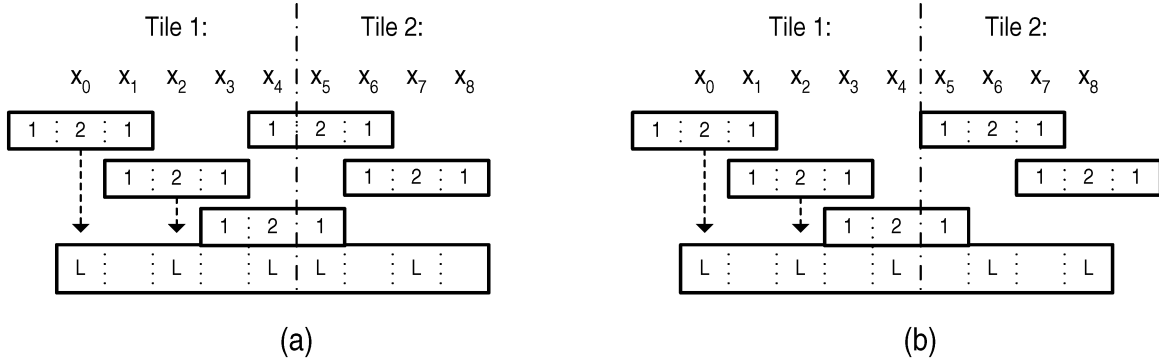 Tile 1: Tile 2:
x0 x1 x2 x3 x4 x5 x6 x7 x8
1 2 1 1 2 1
1 2 1 1 2 1
1 2 1
L L L L L
(a)
Tile 1: Tile 2:
x0 x1 x2 x3 x4 x5 x6 x7 x8
1 2 1 1 2 1
1 2 1 1 2 1
1 2 1
L L L L L
(b)